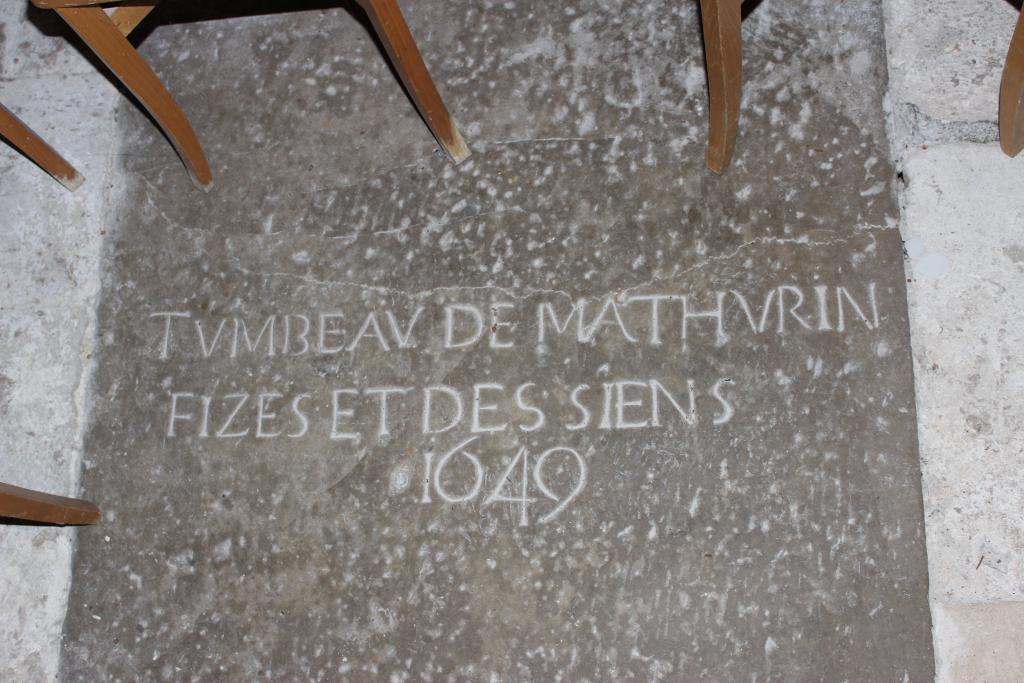 TVMBEAV DE MATHVRIN
FIZES ET DES SIENS
1649